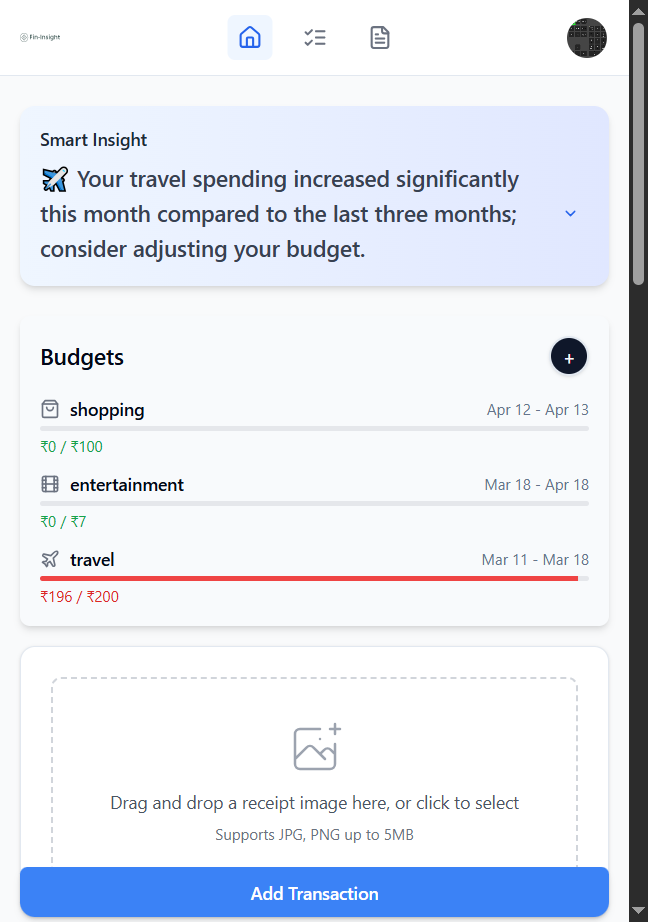 Fin-Insight
Smart Insight
✈️ Your travel spending increased significantly
this month compared to the last three months;
consider adjusting your budget.
Budgets
+
shopping
Apr 12 - Apr 13
₹0 / ₹100
entertainment
Mar 18 - Apr 18
₹0 / ₹7
travel
Mar 11 - Mar 18
₹196 / ₹200
Drag and drop a receipt image here, or click to select
Supports JPG, PNG up to 5MB
Add Transaction